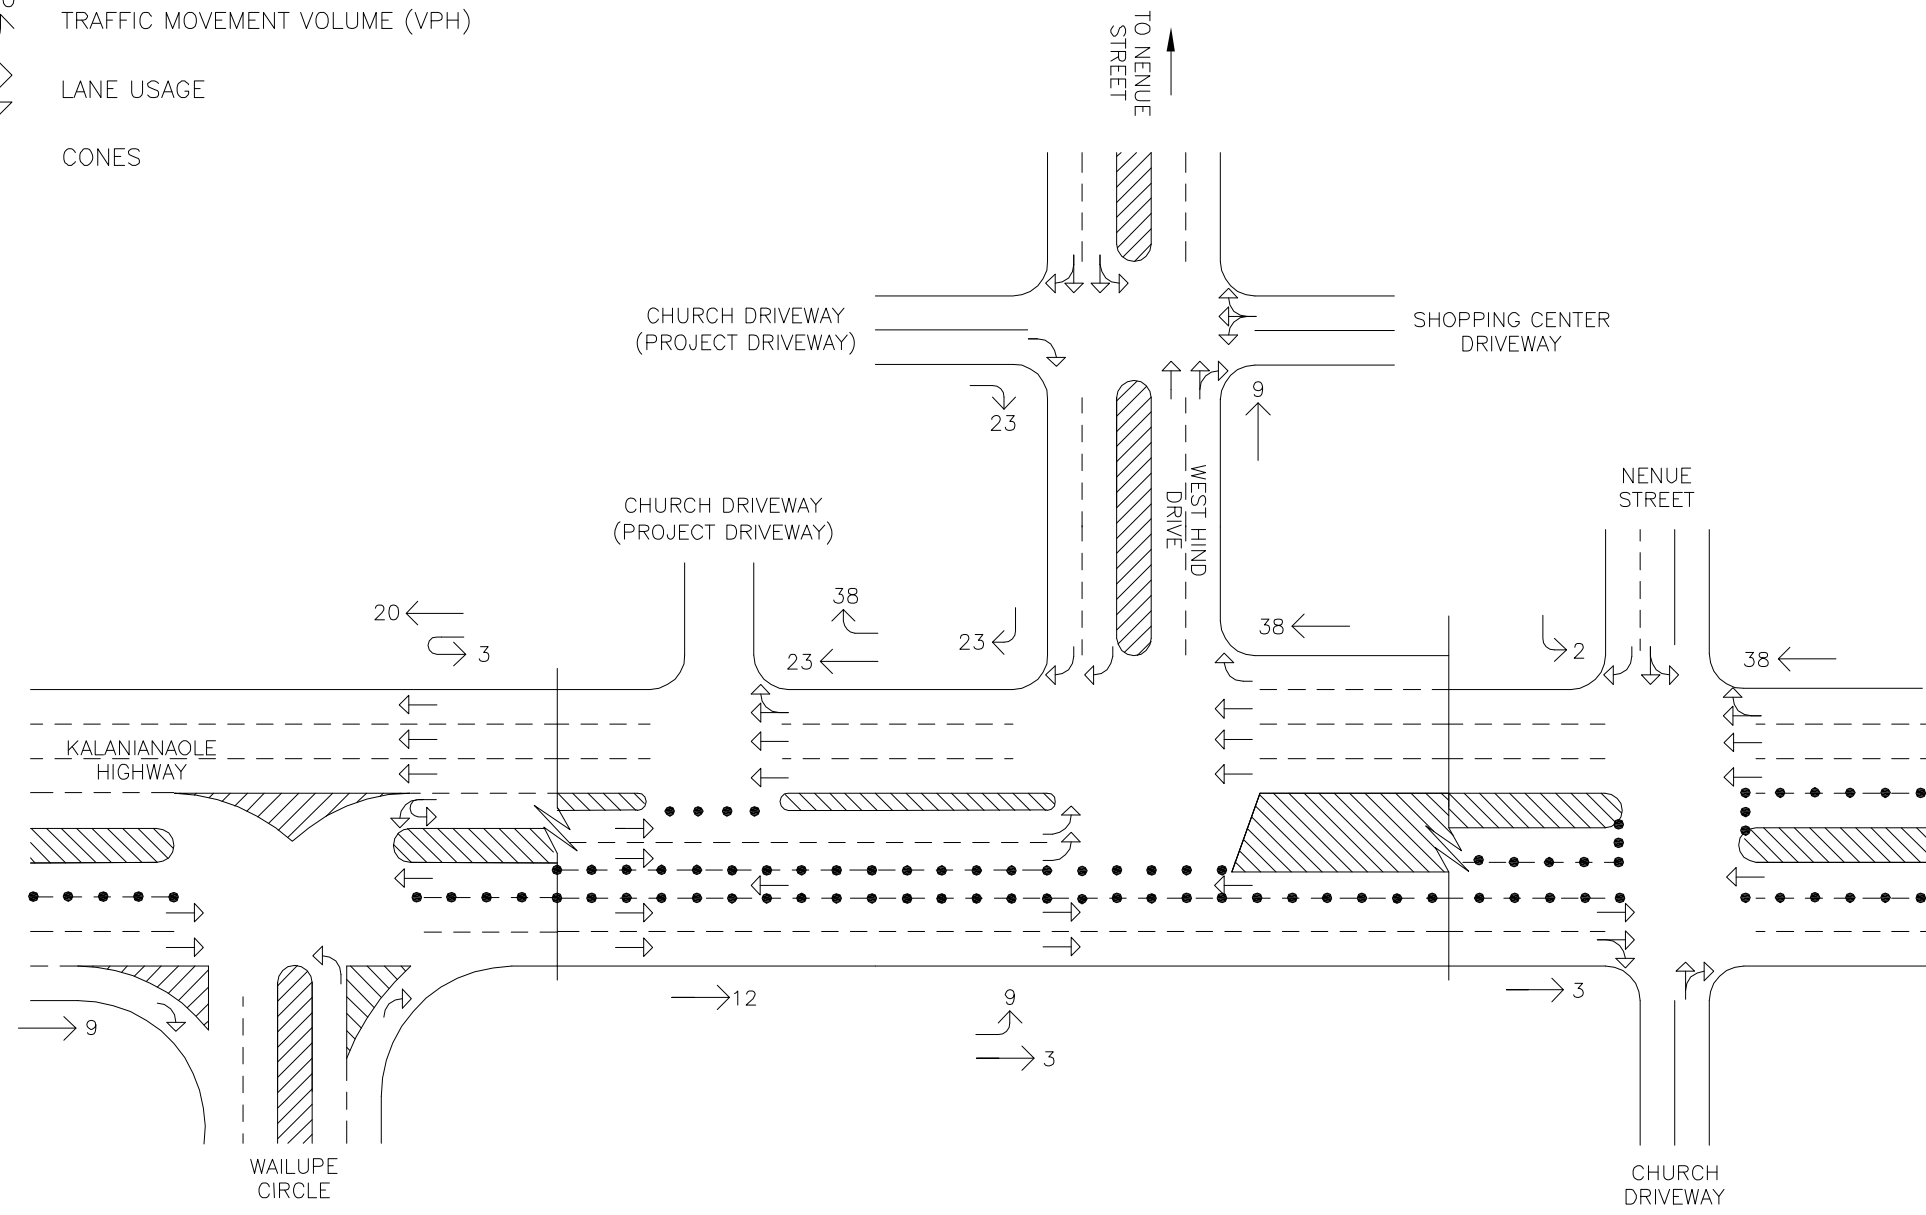 TRAFFIC MOVEMENT VOLUME (VPH)
LANE USAGE
CONES
TO NENUE
STREET
CHURCH DRIVEWAY
(PROJECT DRIVEWAY)
SHOPPING CENTER
DRIVEWAY
9
23
WEST HIND
DRIVE
NENUE
STREET
CHURCH DRIVEWAY
(PROJECT DRIVEWAY)
20
3
38
23
23
38
2
38
KALANIANAOLE
HIGHWAY
9
12
9
3
3
WAILUPE
CIRCLE
CHURCH
DRIVEWAY